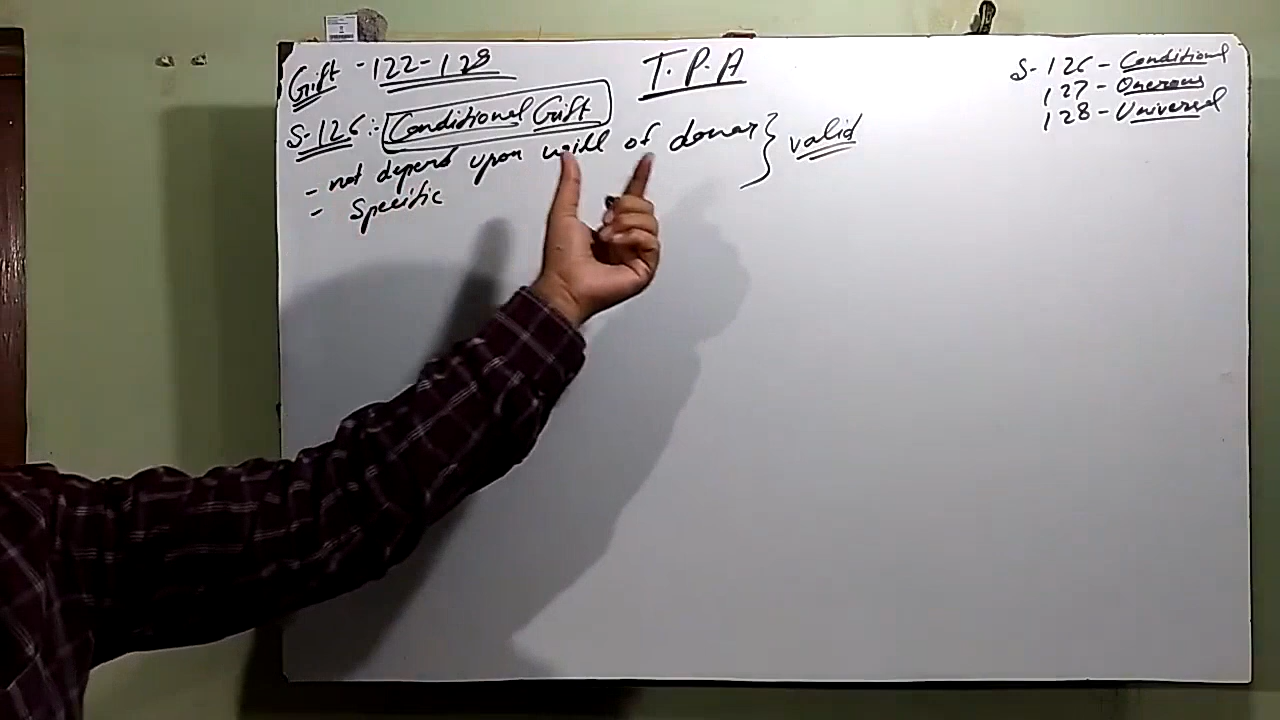 Gift - 122-128
T.P.A
S-126 - Conditional
127 - Onerous
128 - Universal
S-126 :- Conditional Gift
- not depend upon will of donor } valid
- Specific